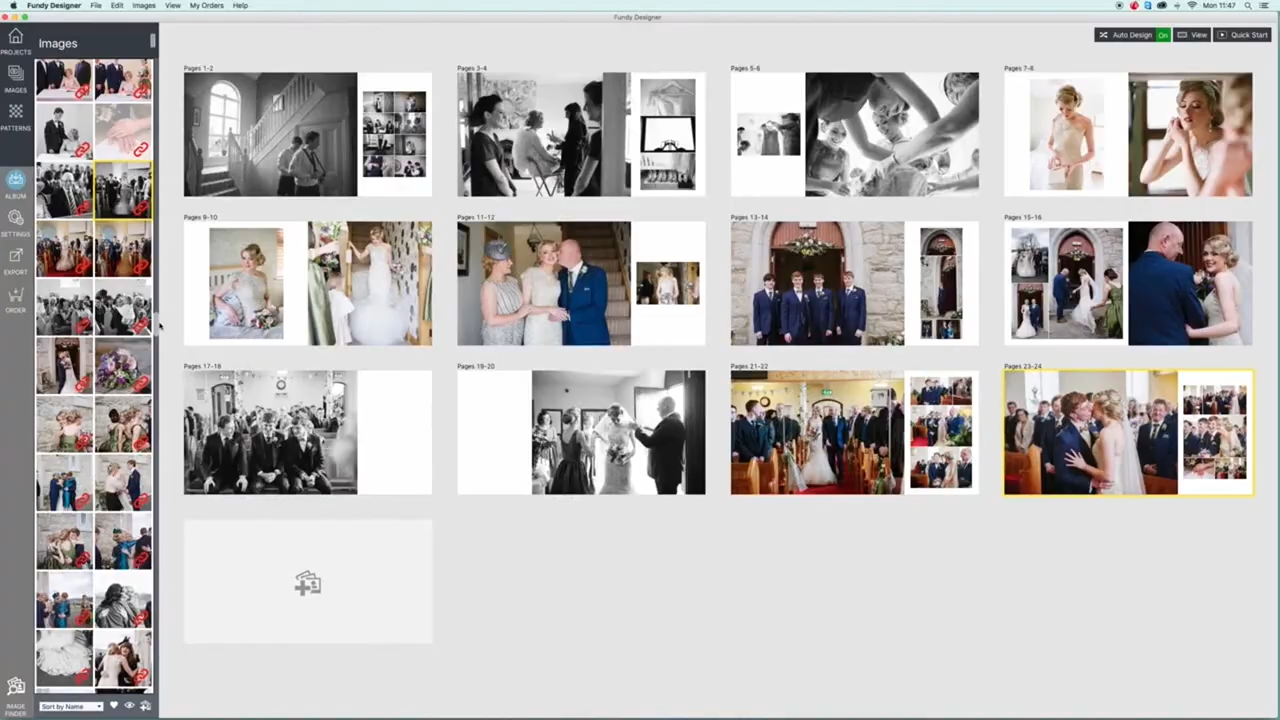 Fundy Designer File Edit Images View My Orders Help
Mon 11:47
Fundy Designer
PROJECTS
IMAGES
PATTERNS
ALBUM
SETTINGS
EXPORT
ORDER
IMAGE
FINDER
Images
Sort by Name
Auto Design On View Quick Start
Pages 1-2
Pages 3-4
Pages 5-6
Pages 7-8
Pages 9-10
Pages 11-12
Pages 13-14
Pages 15-16
Pages 17-18
Pages 19-20
Pages 21-22
Pages 23-24